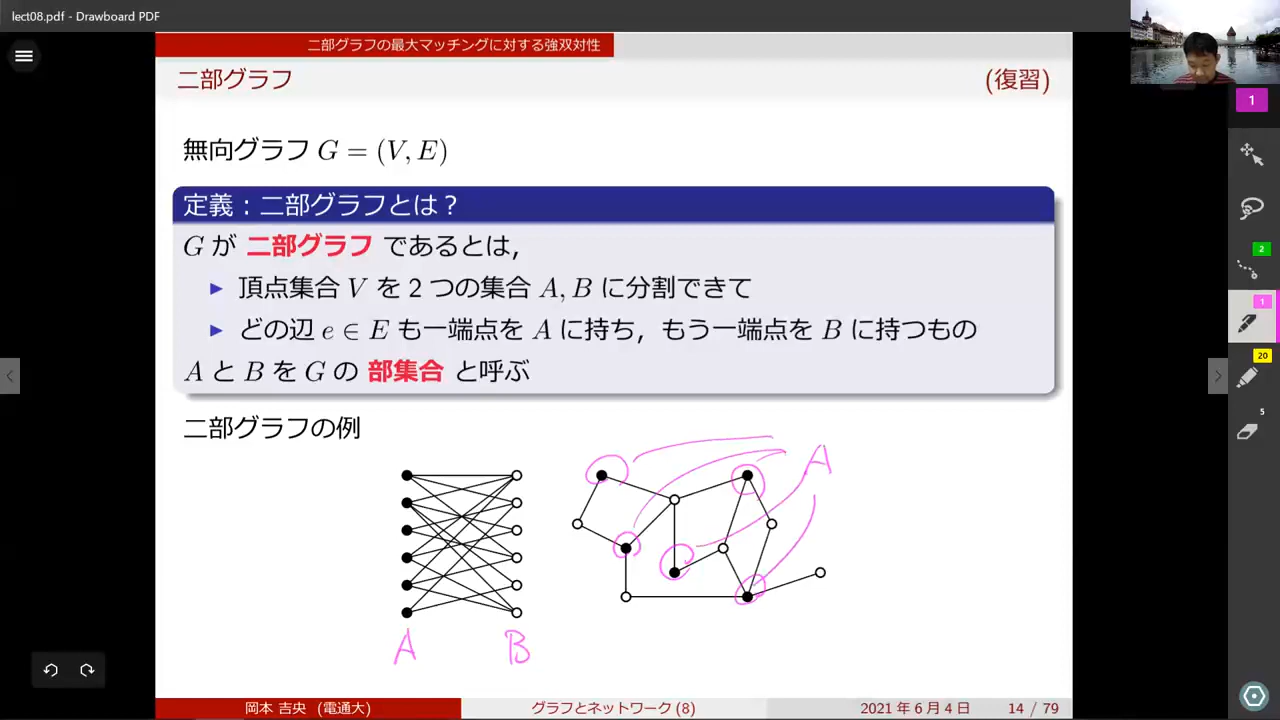 lect08.pdf - Drawboard PDF
二部グラフの最大マッチングに対する強双対性
二部グラフ (復習)
1
無向グラフ G = (V, E)
定義：二部グラフとは？
G が 二部グラフ であるとは，
▶ 頂点集合 V を 2 つの集合 A, B に分割できて
▶ どの辺 e ∈ E も一端点を A に持ち，もう一端点を B に持つもの
A と B を G の 部集合 と呼ぶ
2
1
20
5
二部グラフの例
A
A B
岡本 吉央 (電通大) グラフとネットワーク (8) 2021 年 6 月 4 日 14 / 79